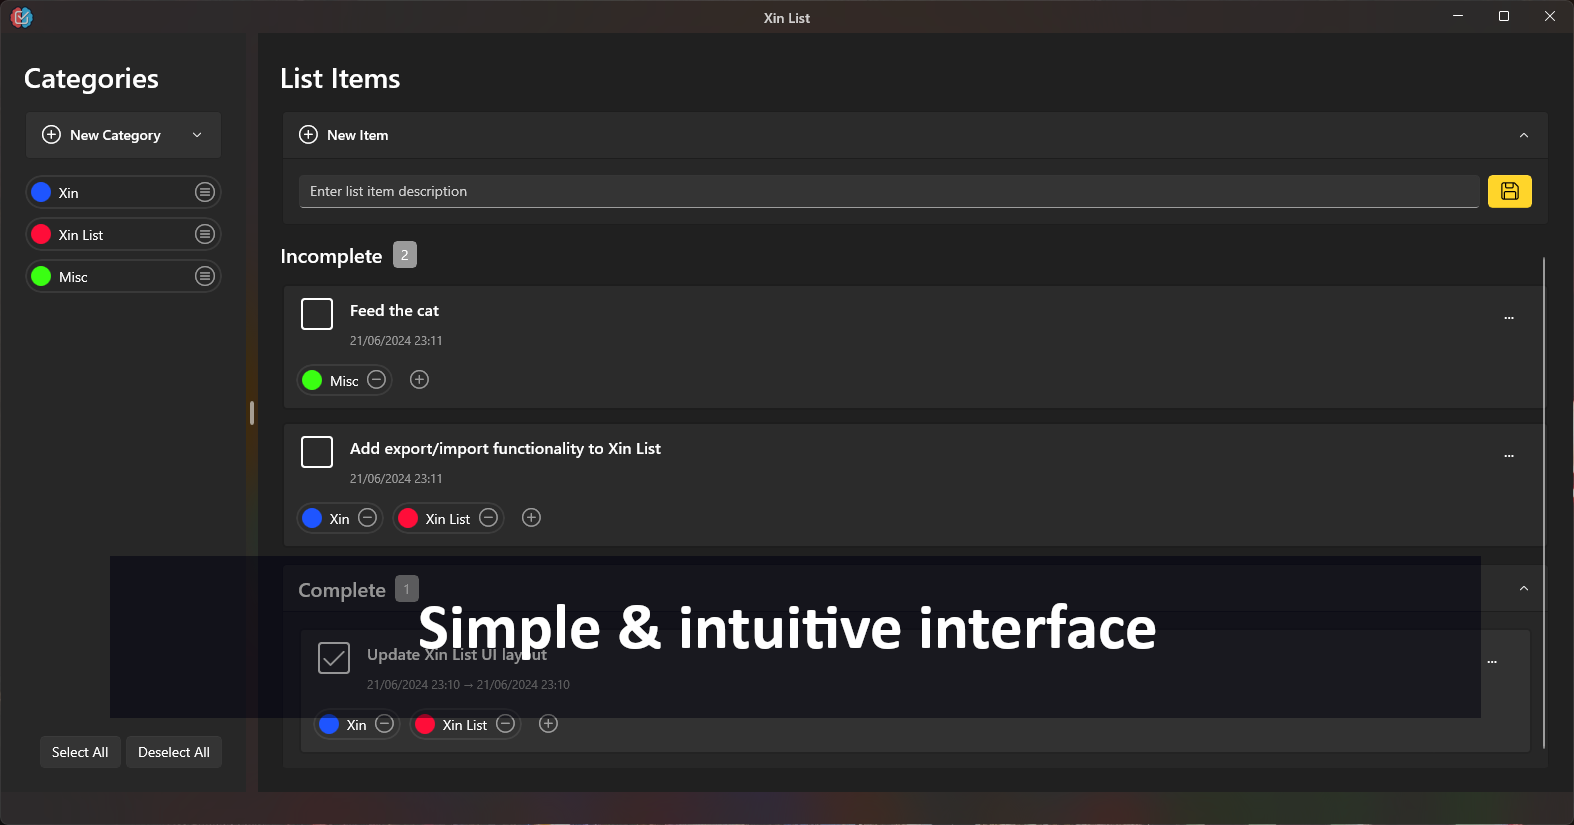 Xin List
Categories
New Category
Xin
Xin List
Misc
Select All
Deselect All
List Items
New Item
Enter list item description
Incomplete 2
Feed the cat
21/06/2024 23:11
Misc
Add export/import functionality to Xin List
21/06/2024 23:11
Xin
Xin List
Complete 1
Simple & intuitive interface
Update Xin List UI layout
21/06/2024 23:10 → 21/06/2024 23:10
Xin
Xin List